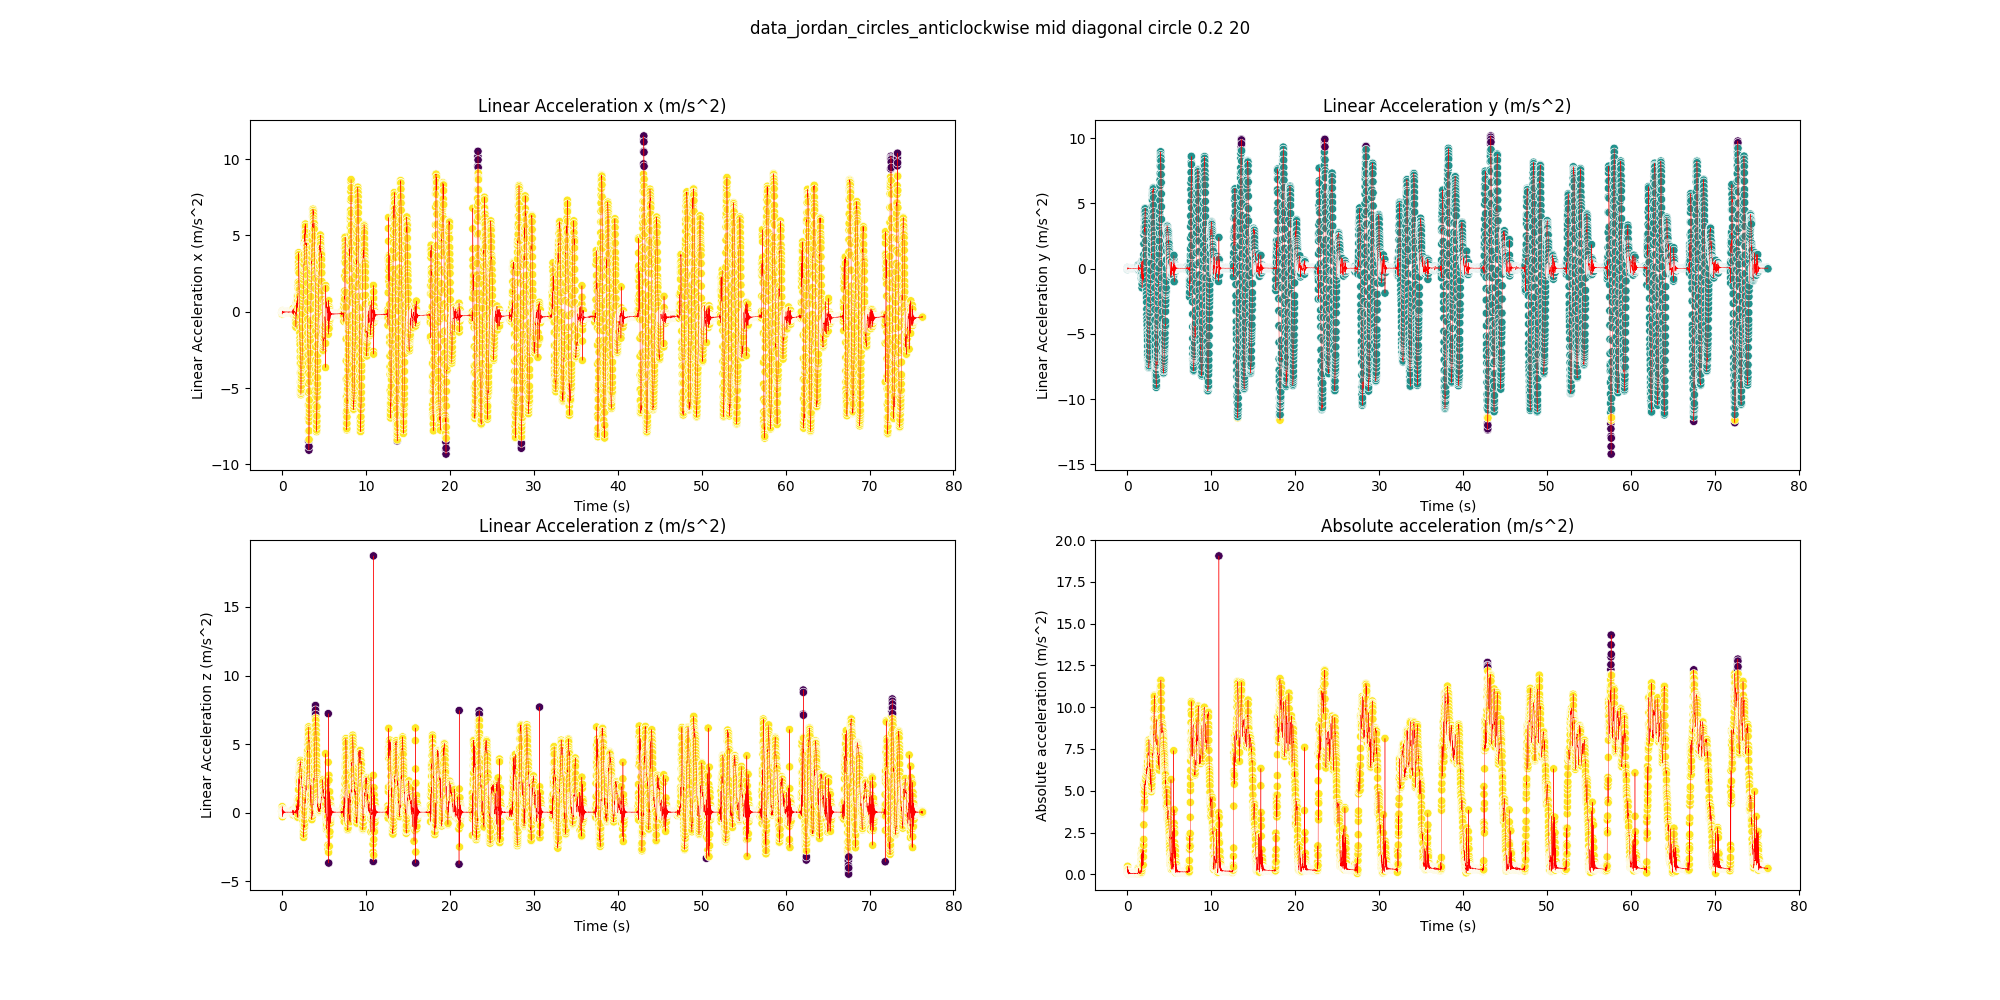 data_jordan_circles_anticlockwise mid diagonal circle 0.2 20
Linear Acceleration x (m/s^2)
Linear Acceleration x (m/s^2)
10
5
0
−5
−10
0 10 20 30 40 50 60 70 80
Time (s)
Linear Acceleration y (m/s^2)
Linear Acceleration y (m/s^2)
10
5
0
−5
−10
−15
0 10 20 30 40 50 60 70 80
Time (s)
Linear Acceleration z (m/s^2)
Linear Acceleration z (m/s^2)
15
10
5
0
−5
0 10 20 30 40 50 60 70 80
Time (s)
Absolute acceleration (m/s^2)
Absolute acceleration (m/s^2)
20.0
17.5
15.0
12.5
10.0
7.5
5.0
2.5
0.0
0 10 20 30 40 50 60 70 80
Time (s)